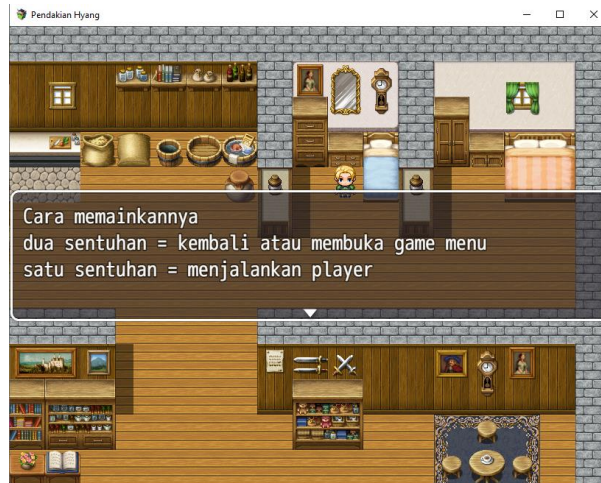 Pendakian Hyang
Cara memainkannya
dua sentuhan = kembali atau membuka game menu
satu sentuhan = menjalankan player